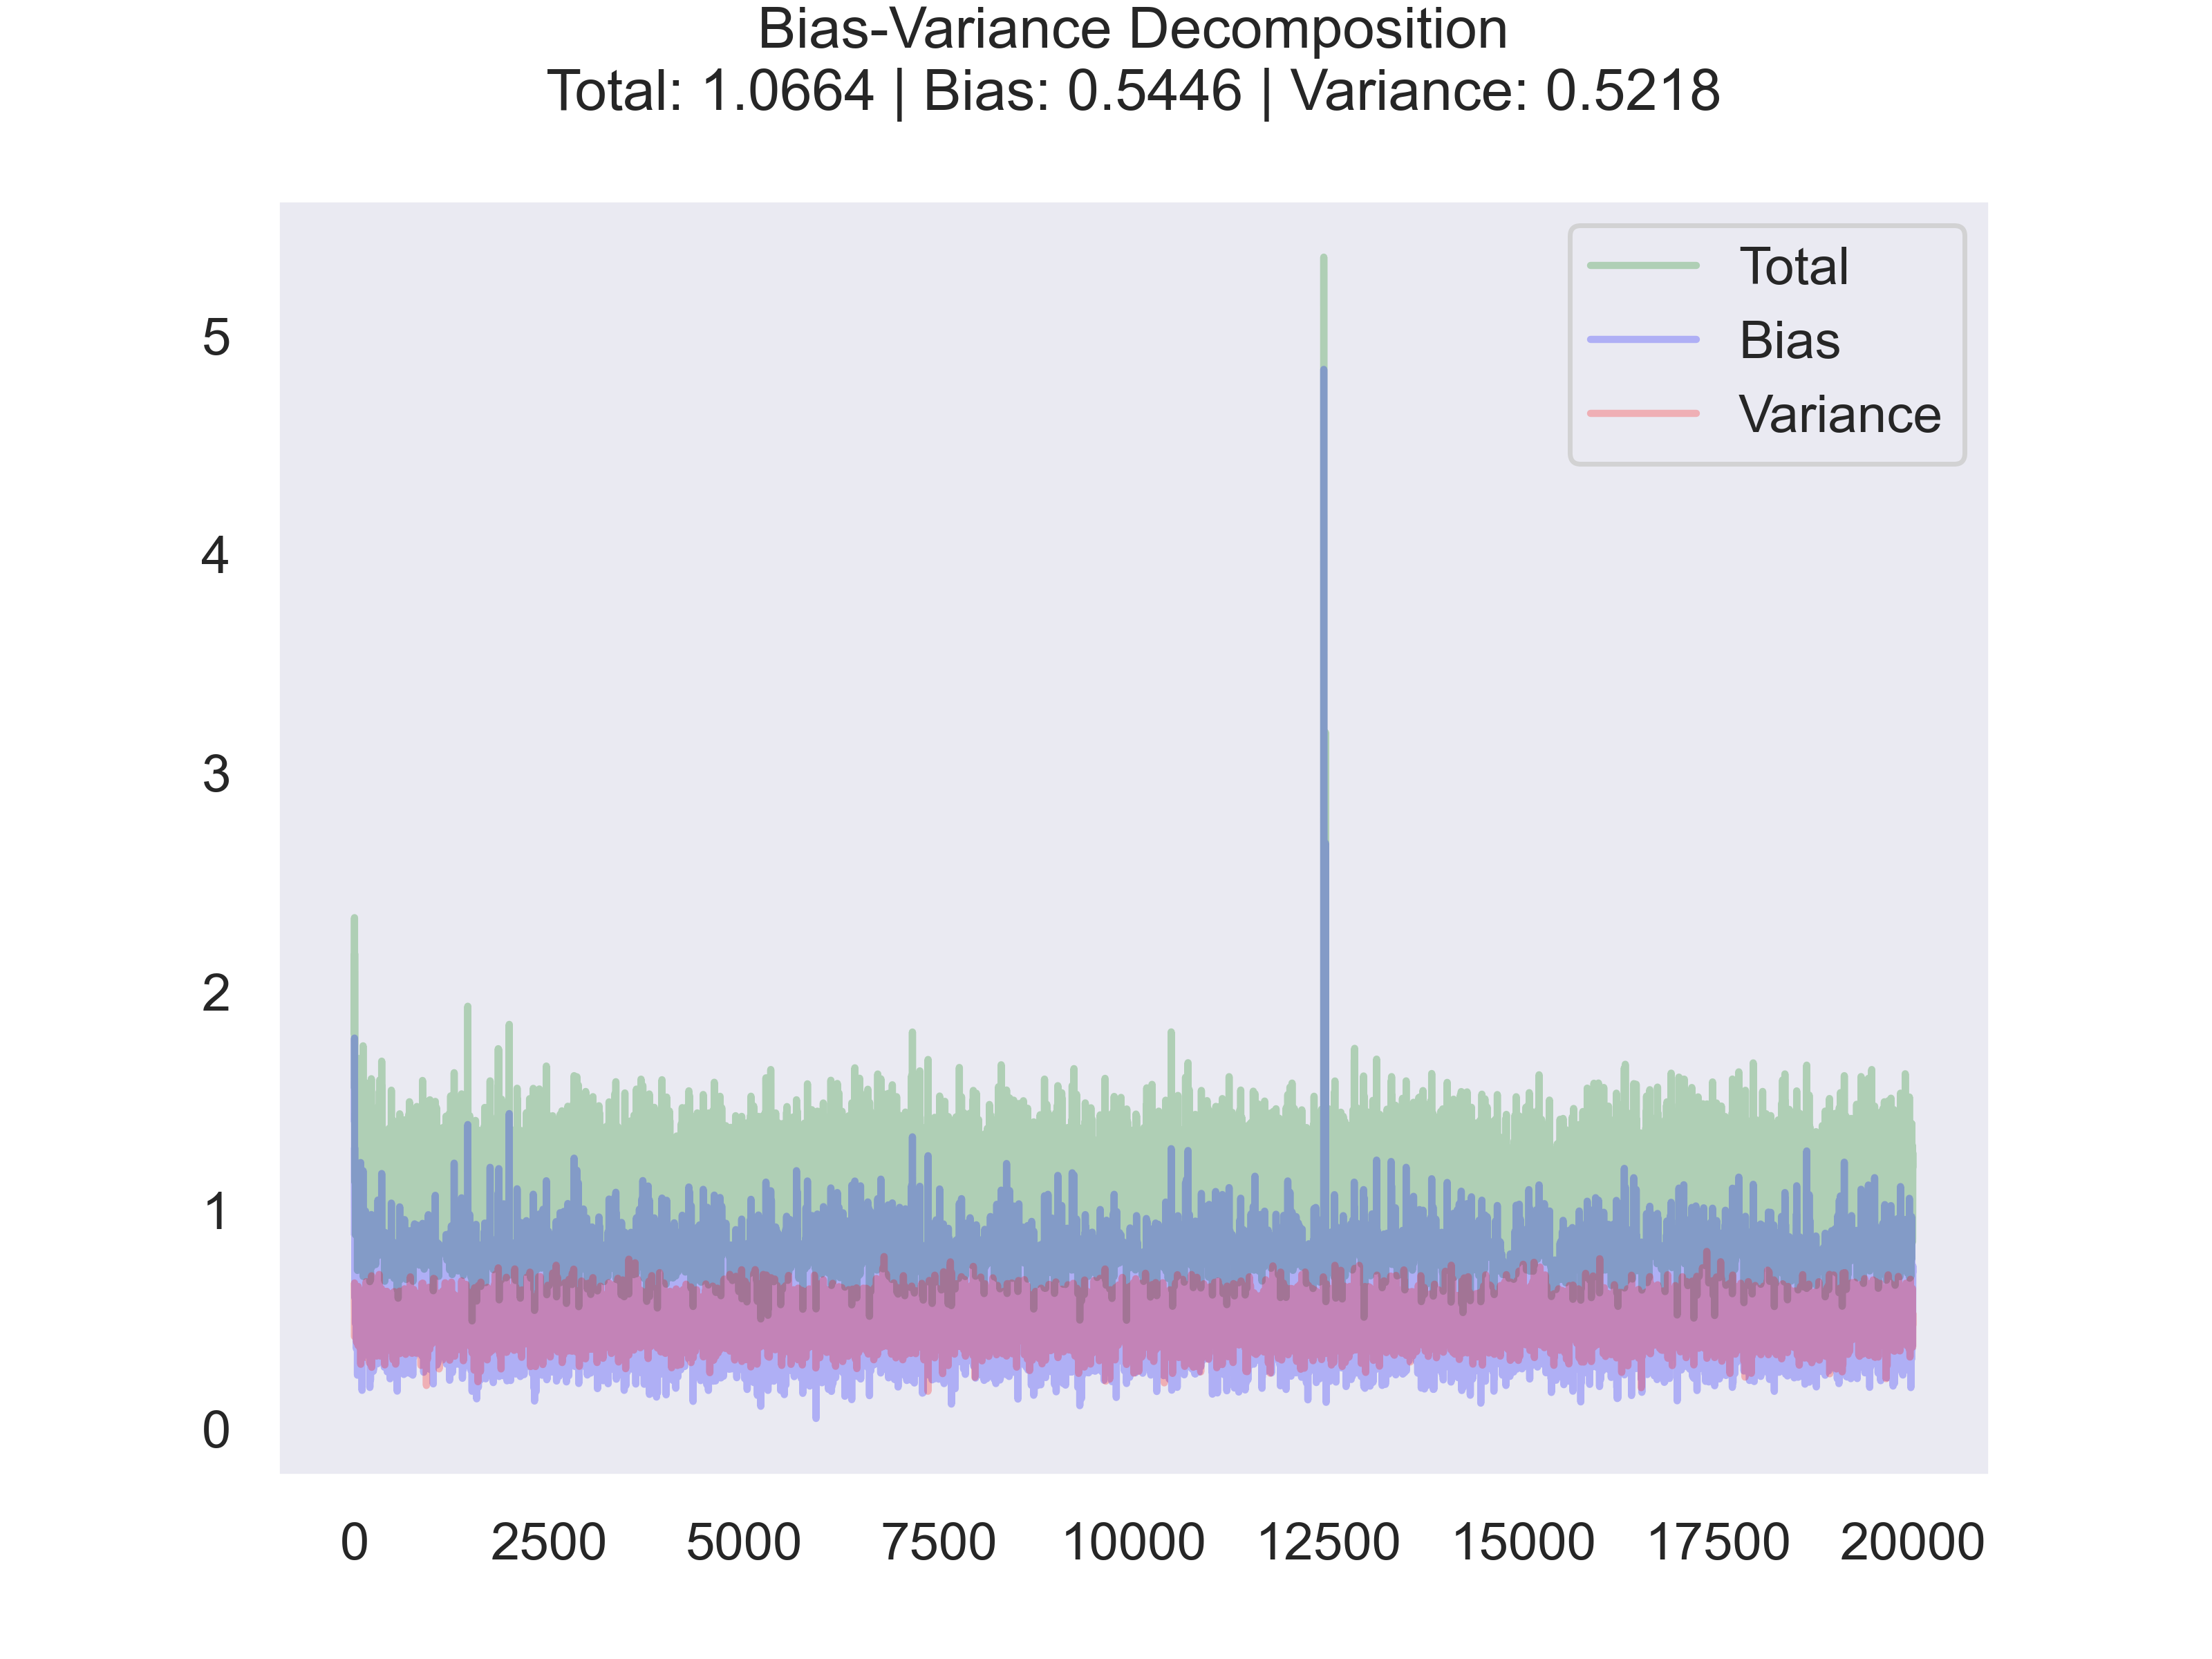 Bias-Variance Decomposition
Total: 1.0664 | Bias: 0.5446 | Variance: 0.5218
Total
Bias
Variance
5
4
3
2
1
0
0 2500 5000 7500 10000 12500 15000 17500 20000